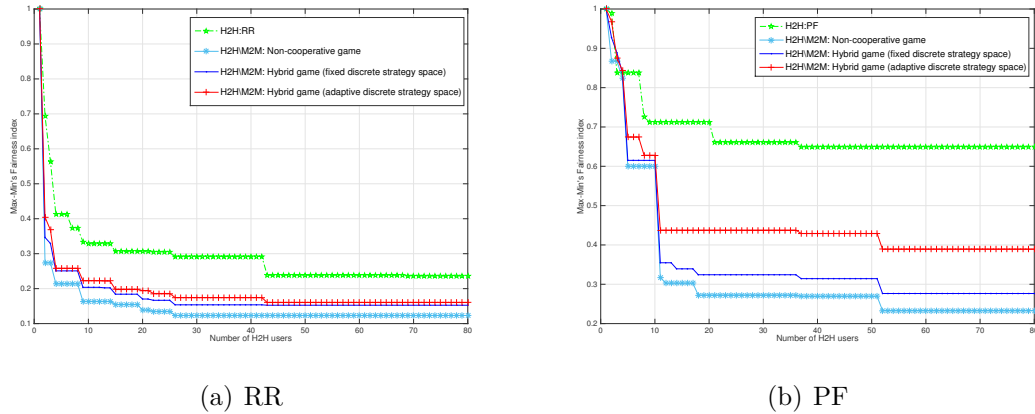 H2H:RR
H2H\M2M: Non-cooperative game
H2H\M2M: Hybrid game (fixed discrete strategy space)
H2H\M2M: Hybrid game (adaptive discrete strategy space)
Max-Min's Fairness index
1
0.9
0.8
0.7
0.6
0.5
0.4
0.3
0.2
0.1
0 10 20 30 40 50 60 70 80
Number of H2H users
(a) RR
H2H:PF
H2H\M2M: Non-cooperative game
H2H\M2M: Hybrid game (fixed discrete strategy space)
H2H\M2M: Hybrid game (adaptive discrete strategy space)
Max-Min's Fairness index
1
0.9
0.8
0.7
0.6
0.5
0.4
0.3
0.2
0 10 20 30 40 50 60 70 80
Number of H2H users
(b) PF